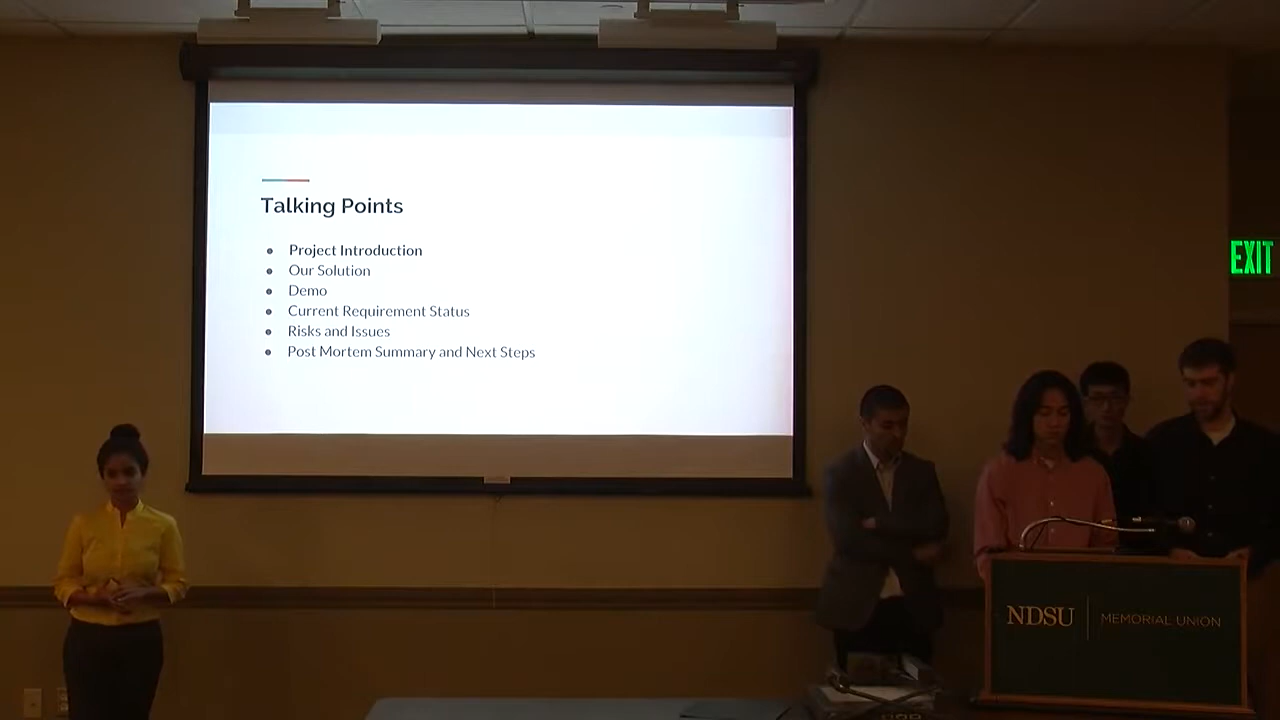 Talking Points
Project Introduction
Our Solution
Demo
Current Requirement Status
Risks and Issues
Post Mortem Summary and Next Steps
EXIT
NDSU MEMORIAL UNION